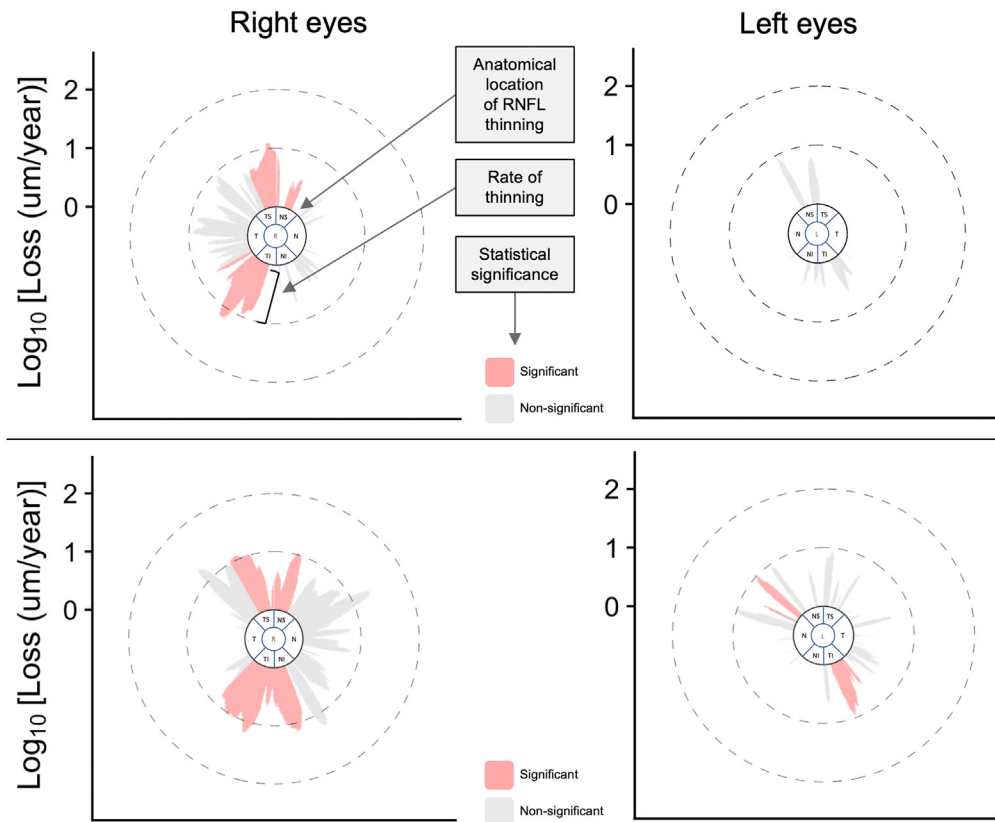 Right eyes
Left eyes
Log10 [Loss (um/year)]
2
1
0
TS NS
T R N
TI NI
Anatomical
location
of RNFL
thinning
Rate of
thinning
Statistical
significance
Significant
Non-significant
2
1
0
NS TS
N L T
NI TI
Log10 [Loss (um/year)]
2
1
0
TS NS
T R N
TI NI
Significant
Non-significant
2
1
0
NS TS
N L T
NI TI